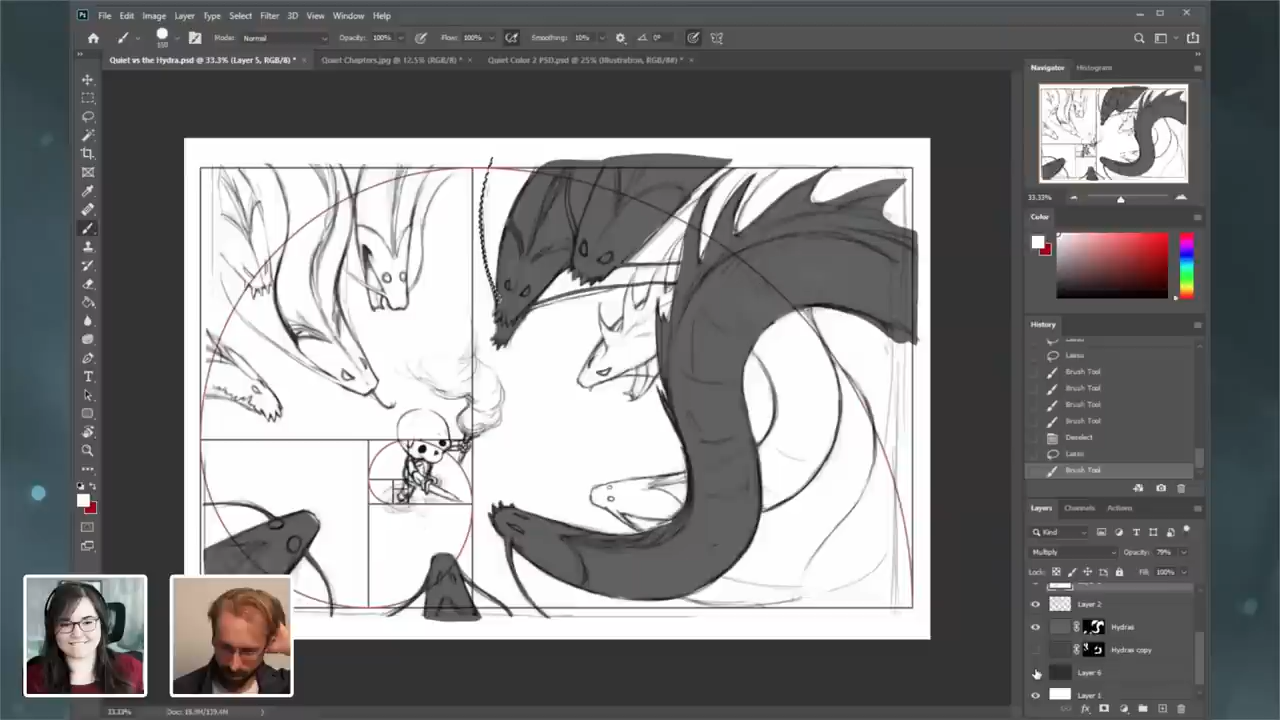 Ps File Edit Image Layer Type Select Filter 3D View Window Help
Mode: Normal Opacity: 100% Flow: 100% Smoothing: 10% 0°
Quiet vs the Hydra.psd @ 33.3% (Layer 5, RGB/8) * × Quiet Chapters.jpg @ 12.5% (RGB/8) * × Quiet Color 2 PSD.psd @ 25% (Illustration, RGB/8#) * ×
Navigator Histogram
33.33%
Color
History
Lasso
Brush Tool
Brush Tool
Brush Tool
Brush Tool
Deselect
Lasso
Brush Tool
Layers Channels Actions
Kind
Multiply Opacity: 79%
Lock: Fill: 100%
Layer 2
Hydras
Hydras copy
Layer 6
Layer 1
33.33%